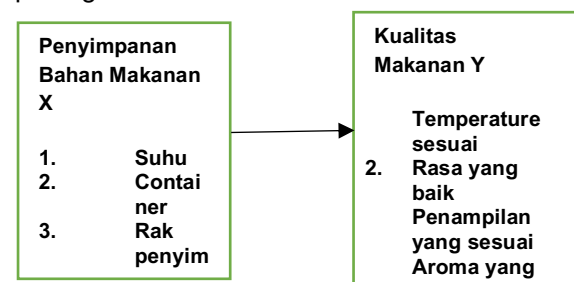 Penyimpanan
Bahan Makanan
X
1. Suhu
2. Contai
ner
3. Rak
penyim
Kualitas
Makanan Y
Temperature
sesuai
2. Rasa yang
baik
Penampilan
yang sesuai
Aroma yang